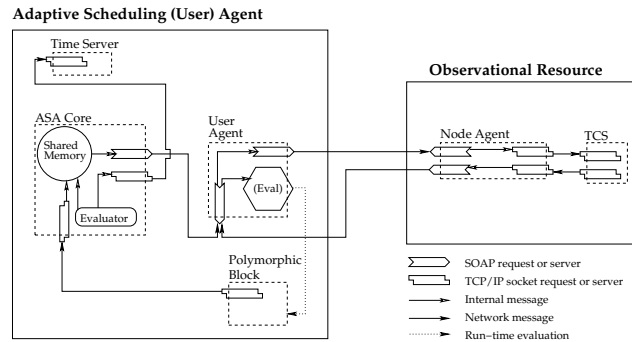 Adaptive Scheduling (User) Agent
Time Server
Observational Resource
ASA Core
User
Agent
Node Agent
TCS
Shared
Memory
(Eval)
Evaluator
Polymorphic
Block
SOAP request or server
TCP/IP socket request or server
Internal message
Network message
Run−time evaluation